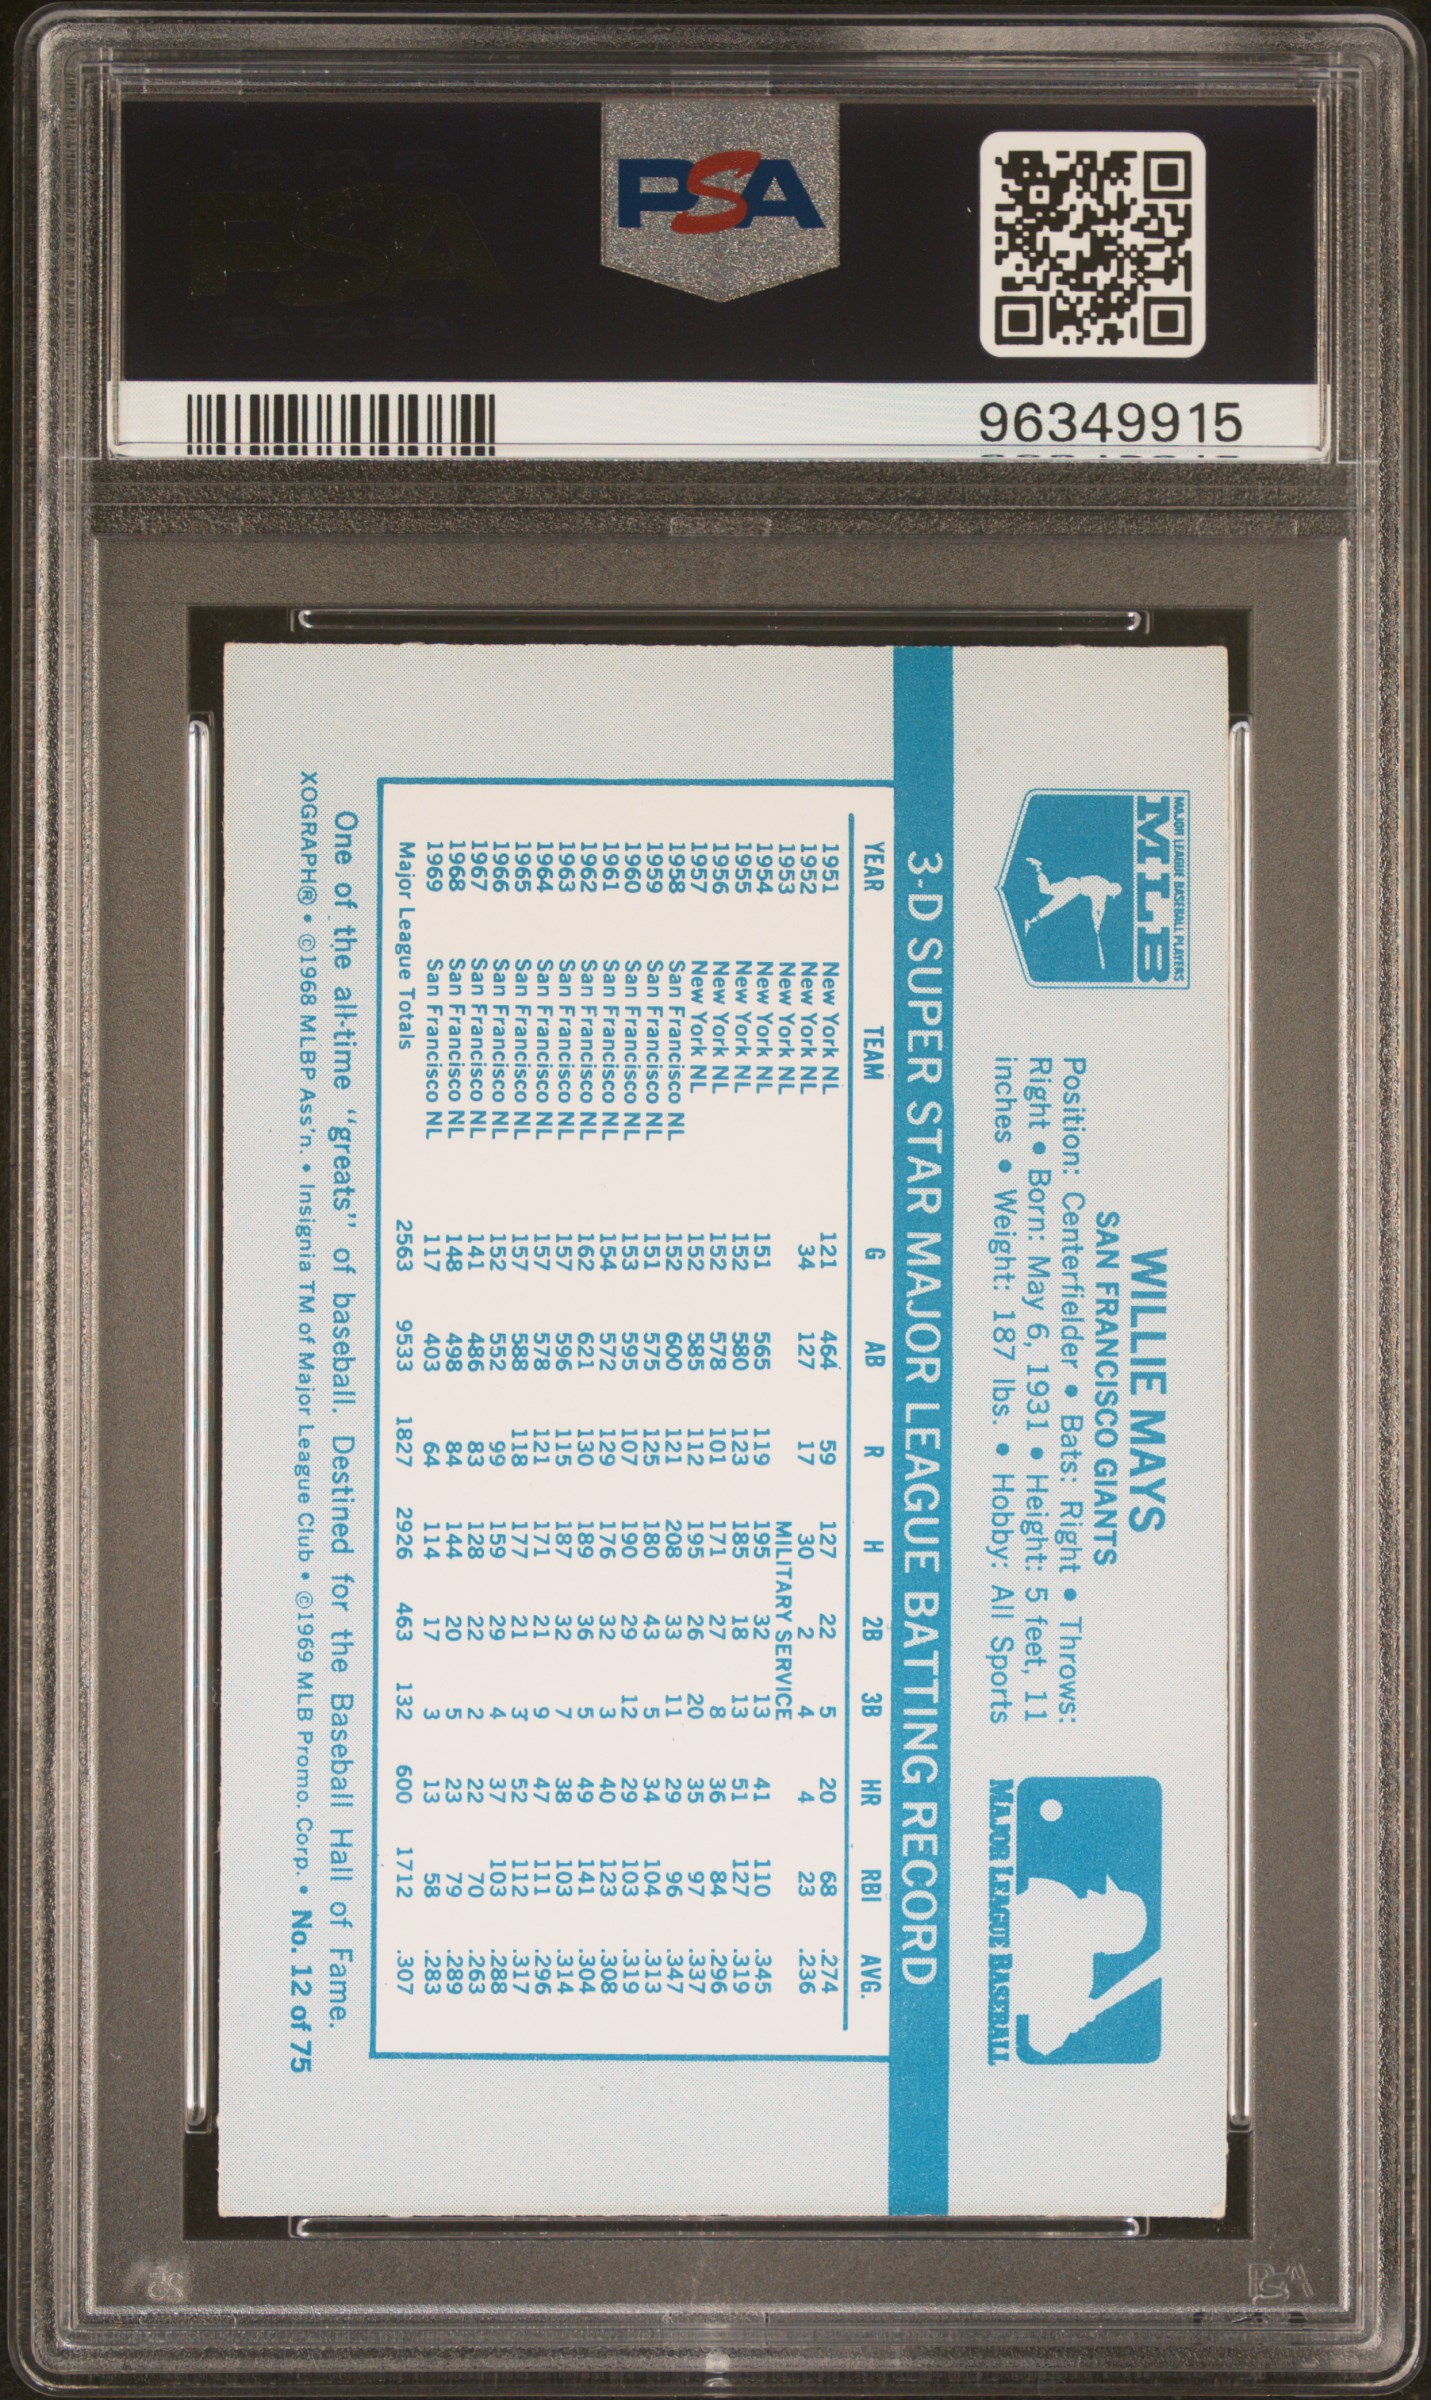 PSA
96349915
MAJOR LEAGUE BASEBALL PLAYERS
MLB
WILLIE MAYS
SAN FRANCISCO GIANTS
Position: Centerfielder • Bats: Right • Throws:
Right • Born: May 6, 1931 • Height: 5 feet, 11
inches • Weight: 187 lbs. • Hobby: All Sports
MAJOR LEAGUE BASEBALL
3-D SUPER STAR MAJOR LEAGUE BATTING RECORD
YEAR TEAM G AB R H 2B 3B HR RBI AVG.
1951 New York NL 121 464 59 127 22 5 20 68 .274
1952 New York NL 34 127 17 30 2 4 4 23 .236
1953 New York NL MILITARY SERVICE
1954 New York NL 151 565 119 195 32 13 41 110 .345
1955 New York NL 152 580 123 185 18 13 51 127 .319
1956 New York NL 152 578 101 171 27 8 36 84 .296
1957 New York NL 152 585 112 195 26 20 35 97 .337
1958 San Francisco NL 152 600 121 208 33 11 29 96 .347
1959 San Francisco NL 151 575 125 180 43 5 34 104 .313
1960 San Francisco NL 153 595 107 190 29 12 29 103 .319
1961 San Francisco NL 154 572 129 176 32 3 40 123 .308
1962 San Francisco NL 162 621 130 189 36 5 49 141 .304
1963 San Francisco NL 157 596 115 187 32 7 38 103 .314
1964 San Francisco NL 157 578 121 171 21 9 47 111 .296
1965 San Francisco NL 157 588 118 177 21 3 52 112 .317
1966 San Francisco NL 152 552 99 159 29 4 37 103 .288
1967 San Francisco NL 141 486 83 128 22 2 22 70 .263
1968 San Francisco NL 148 498 84 144 20 5 23 79 .289
1969 San Francisco NL 117 403 64 114 17 3 13 58 .283
Major League Totals 2563 9533 1827 2926 463 132 600 1712 .307
One of the all-time "greats" of baseball. Destined for the Baseball Hall of Fame.
XOGRAPH® • ©1968 MLBP Ass'n. • Insignia TM of Major League Club • ©1969 MLB Promo. Corp. • No. 12 of 75
PSA